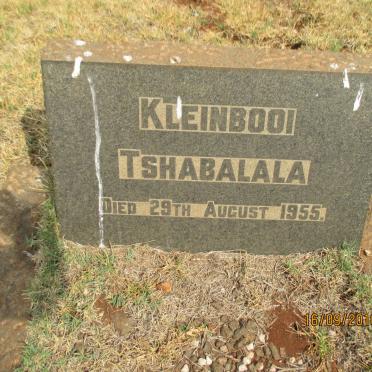 KLEINBOOI
TSHABALALA
DIED 29TH AUGUST 1955.